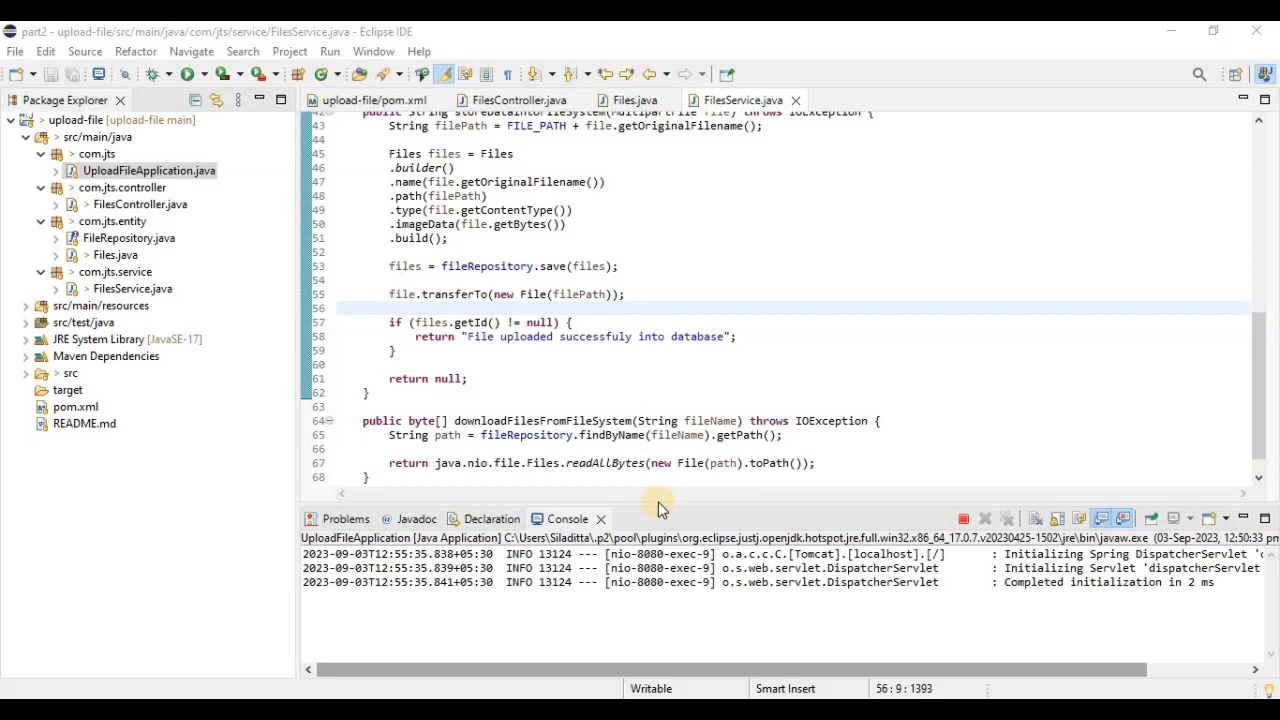 part2 - upload-file/src/main/java/com/jts/service/FilesService.java - Eclipse IDE
File Edit Source Refactor Navigate Search Project Run Window Help
Package Explorer
upload-file/pom.xml FilesController.java Files.java FilesService.java
upload-file [upload-file main]
> src/main/java
> com.jts
UploadFileApplication.java
> com.jts.controller
> FilesController.java
> com.jts.entity
FileRepository.java
> Files.java
> com.jts.service
> FilesService.java
src/main/resources
src/test/java
JRE System Library [JavaSE-17]
Maven Dependencies
> src
target
pom.xml
README.md
42 public String storeDataIntoFileSystem(MultipartFile file) throws IOException {
43 String filePath = FILE_PATH + file.getOriginalFilename();
44
45 Files files = Files
46 .builder()
47 .name(file.getOriginalFilename())
48 .path(filePath)
49 .type(file.getContentType())
50 .imageData(file.getBytes())
51 .build();
52
53 files = fileRepository.save(files);
54
55 file.transferTo(new File(filePath));
56
57 if (files.getId() != null) {
58 return "File uploaded successfuly into database";
59 }
60
61 return null;
62 }
63
64 public byte[] downloadFilesFromFileSystem(String fileName) throws IOException {
65 String path = fileRepository.findByName(fileName).getPath();
66
67 return java.nio.file.Files.readAllBytes(new File(path).toPath());
68 }
Problems @ Javadoc Declaration Console
UploadFileApplication [Java Application] C:\Users\Siladitta\.p2\pool\plugins\org.eclipse.justj.openjdk.hotspot.jre.full.win32.x86_64_17.0.7.v20230425-1502\jre\bin\javaw.exe (03-Sep-2023, 12:50:33 pm
2023-09-03T12:55:35.838+05:30 INFO 13124 --- [nio-8080-exec-9] o.a.c.c.C.[Tomcat].[localhost].[/] : Initializing Spring DispatcherServlet 'd
2023-09-03T12:55:35.839+05:30 INFO 13124 --- [nio-8080-exec-9] o.s.web.servlet.DispatcherServlet : Initializing Servlet 'dispatcherServlet
2023-09-03T12:55:35.841+05:30 INFO 13124 --- [nio-8080-exec-9] o.s.web.servlet.DispatcherServlet : Completed initialization in 2 ms
Writable Smart Insert 56 : 9 : 1393